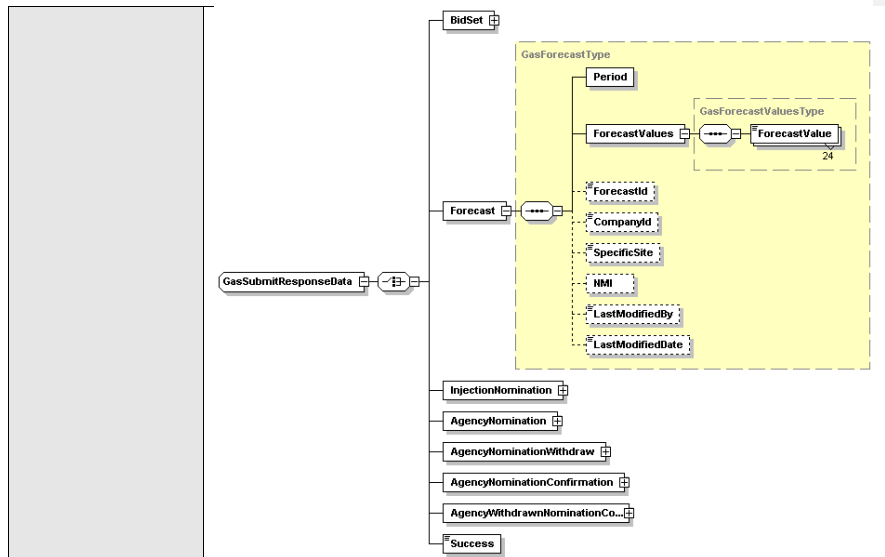 BidSet
GasForecastType
Period
GasForecastValuesType
ForecastValues
ForecastValue
24
ForecastId
CompanyId
Forecast
SpecificSite
GasSubmitResponseData
NMI
LastModifiedBy
LastModifiedDate
InjectionNomination
AgencyNomination
AgencyNominationWithdraw
AgencyNominationConfirmation
AgencyWithdrawnNominationCo...
Success